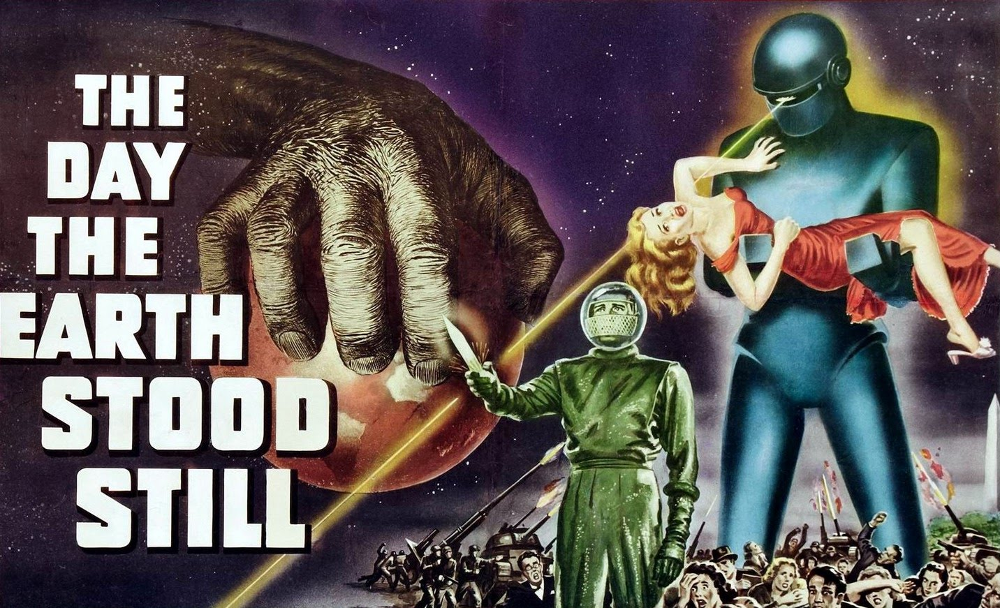 THE
DAY
THE
EARTH
STOOD
STILL